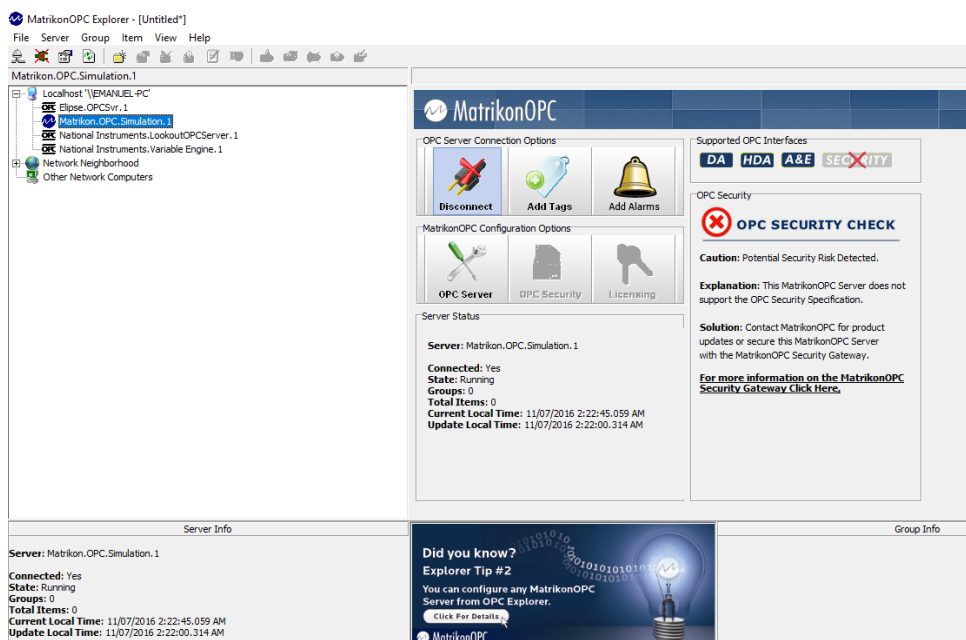 MatrikonOPC Explorer - [Untitled*]
File Server Group Item View Help
Matrikon.OPC.Simulation.1
Localhost '\\EMANUEL-PC'
Elipse.OPCSvr.1
Matrikon.OPC.Simulation.1
National Instruments.LookoutOPCServer.1
National Instruments.Variable Engine.1
Network Neighborhood
Other Network Computers
MatrikonOPC
OPC Server Connection Options
Disconnect
Add Tags
Add Alarms
MatrikonOPC Configuration Options
OPC Server
OPC Security
Licensing
Server Status
Server: Matrikon.OPC.Simulation.1
Connected: Yes
State: Running
Groups: 0
Total Items: 0
Current Local Time: 11/07/2016 2:22:45.059 AM
Update Local Time: 11/07/2016 2:22:00.314 AM
Supported OPC Interfaces
DA HDA A&E SECURITY
OPC Security
OPC SECURITY CHECK
Caution: Potential Security Risk Detected.
Explanation: This MatrikonOPC Server does not
support the OPC Security Specification.
Solution: Contact MatrikonOPC for product
updates or secure this MatrikonOPC Server
with the MatrikonOPC Security Gateway.
For more information on the MatrikonOPC
Security Gateway Click Here.
Server Info
Server: Matrikon.OPC.Simulation.1
Connected: Yes
State: Running
Groups: 0
Total Items: 0
Current Local Time: 11/07/2016 2:22:45.059 AM
Update Local Time: 11/07/2016 2:22:00.314 AM
Did you know?
Explorer Tip #2
You can configure any MatrikonOPC
Server from OPC Explorer.
Click For Details
MatrikonOPC
Group Info